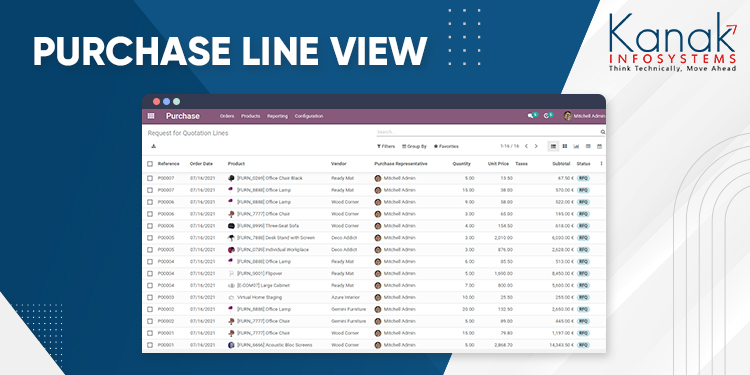 PURCHASE LINE VIEW
Kanak
INFOSYSTEMS
Think Technically, Move Ahead
Purchase Orders Products Reporting Configuration Mitchell Admin
Request for Quotation Lines Search...
Filters Group By Favorites 1-16 / 16
Reference Order Date Product Vendor Purchase Representative Quantity Unit Price Taxes Subtotal Status
P00007 07/16/2021 [FURN_0269] Office Chair Black Ready Mat Mitchell Admin 5.00 13.50 67.50 € RFQ
P00007 07/16/2021 [FURN_8888] Office Lamp Ready Mat Mitchell Admin 15.00 38.00 570.00 € RFQ
P00006 07/16/2021 [FURN_8888] Office Lamp Wood Corner Mitchell Admin 9.00 58.00 522.00 € RFQ
P00006 07/16/2021 [FURN_7777] Office Chair Wood Corner Mitchell Admin 3.00 65.00 195.00 € RFQ
P00006 07/16/2021 [FURN_8999] Three-Seat Sofa Wood Corner Mitchell Admin 4.00 154.50 618.00 € RFQ
P00005 07/16/2021 [FURN_7888] Desk Stand with Screen Deco Addict Mitchell Admin 3.00 2,010.00 6,030.00 € RFQ
P00005 07/16/2021 [FURN_0789] Individual Workplace Deco Addict Mitchell Admin 3.00 876.00 2,628.00 € RFQ
P00004 07/16/2021 [FURN_8888] Office Lamp Ready Mat Mitchell Admin 6.00 85.50 513.00 € RFQ
P00004 07/16/2021 [FURN_9001] Flipover Ready Mat Mitchell Admin 5.00 1,690.00 8,450.00 € RFQ
P00004 07/16/2021 [E-COM07] Large Cabinet Ready Mat Mitchell Admin 7.00 800.00 5,600.00 € RFQ
P00003 07/16/2021 Virtual Home Staging Azure Interior Mitchell Admin 10.00 25.50 255.00 € RFQ
P00002 07/16/2021 [FURN_8888] Office Lamp Gemini Furniture Mitchell Admin 20.00 132.50 2,650.00 € RFQ
P00002 07/16/2021 [FURN_7777] Office Chair Gemini Furniture Mitchell Admin 5.00 89.00 445.00 € RFQ
P00001 07/16/2021 [FURN_7777] Office Chair Wood Corner Mitchell Admin 15.00 79.80 1,197.00 € RFQ
P00001 07/16/2021 [FURN_6666] Acoustic Bloc Screens Wood Corner Mitchell Admin 5.00 2,868.70 14,343.50 € RFQ